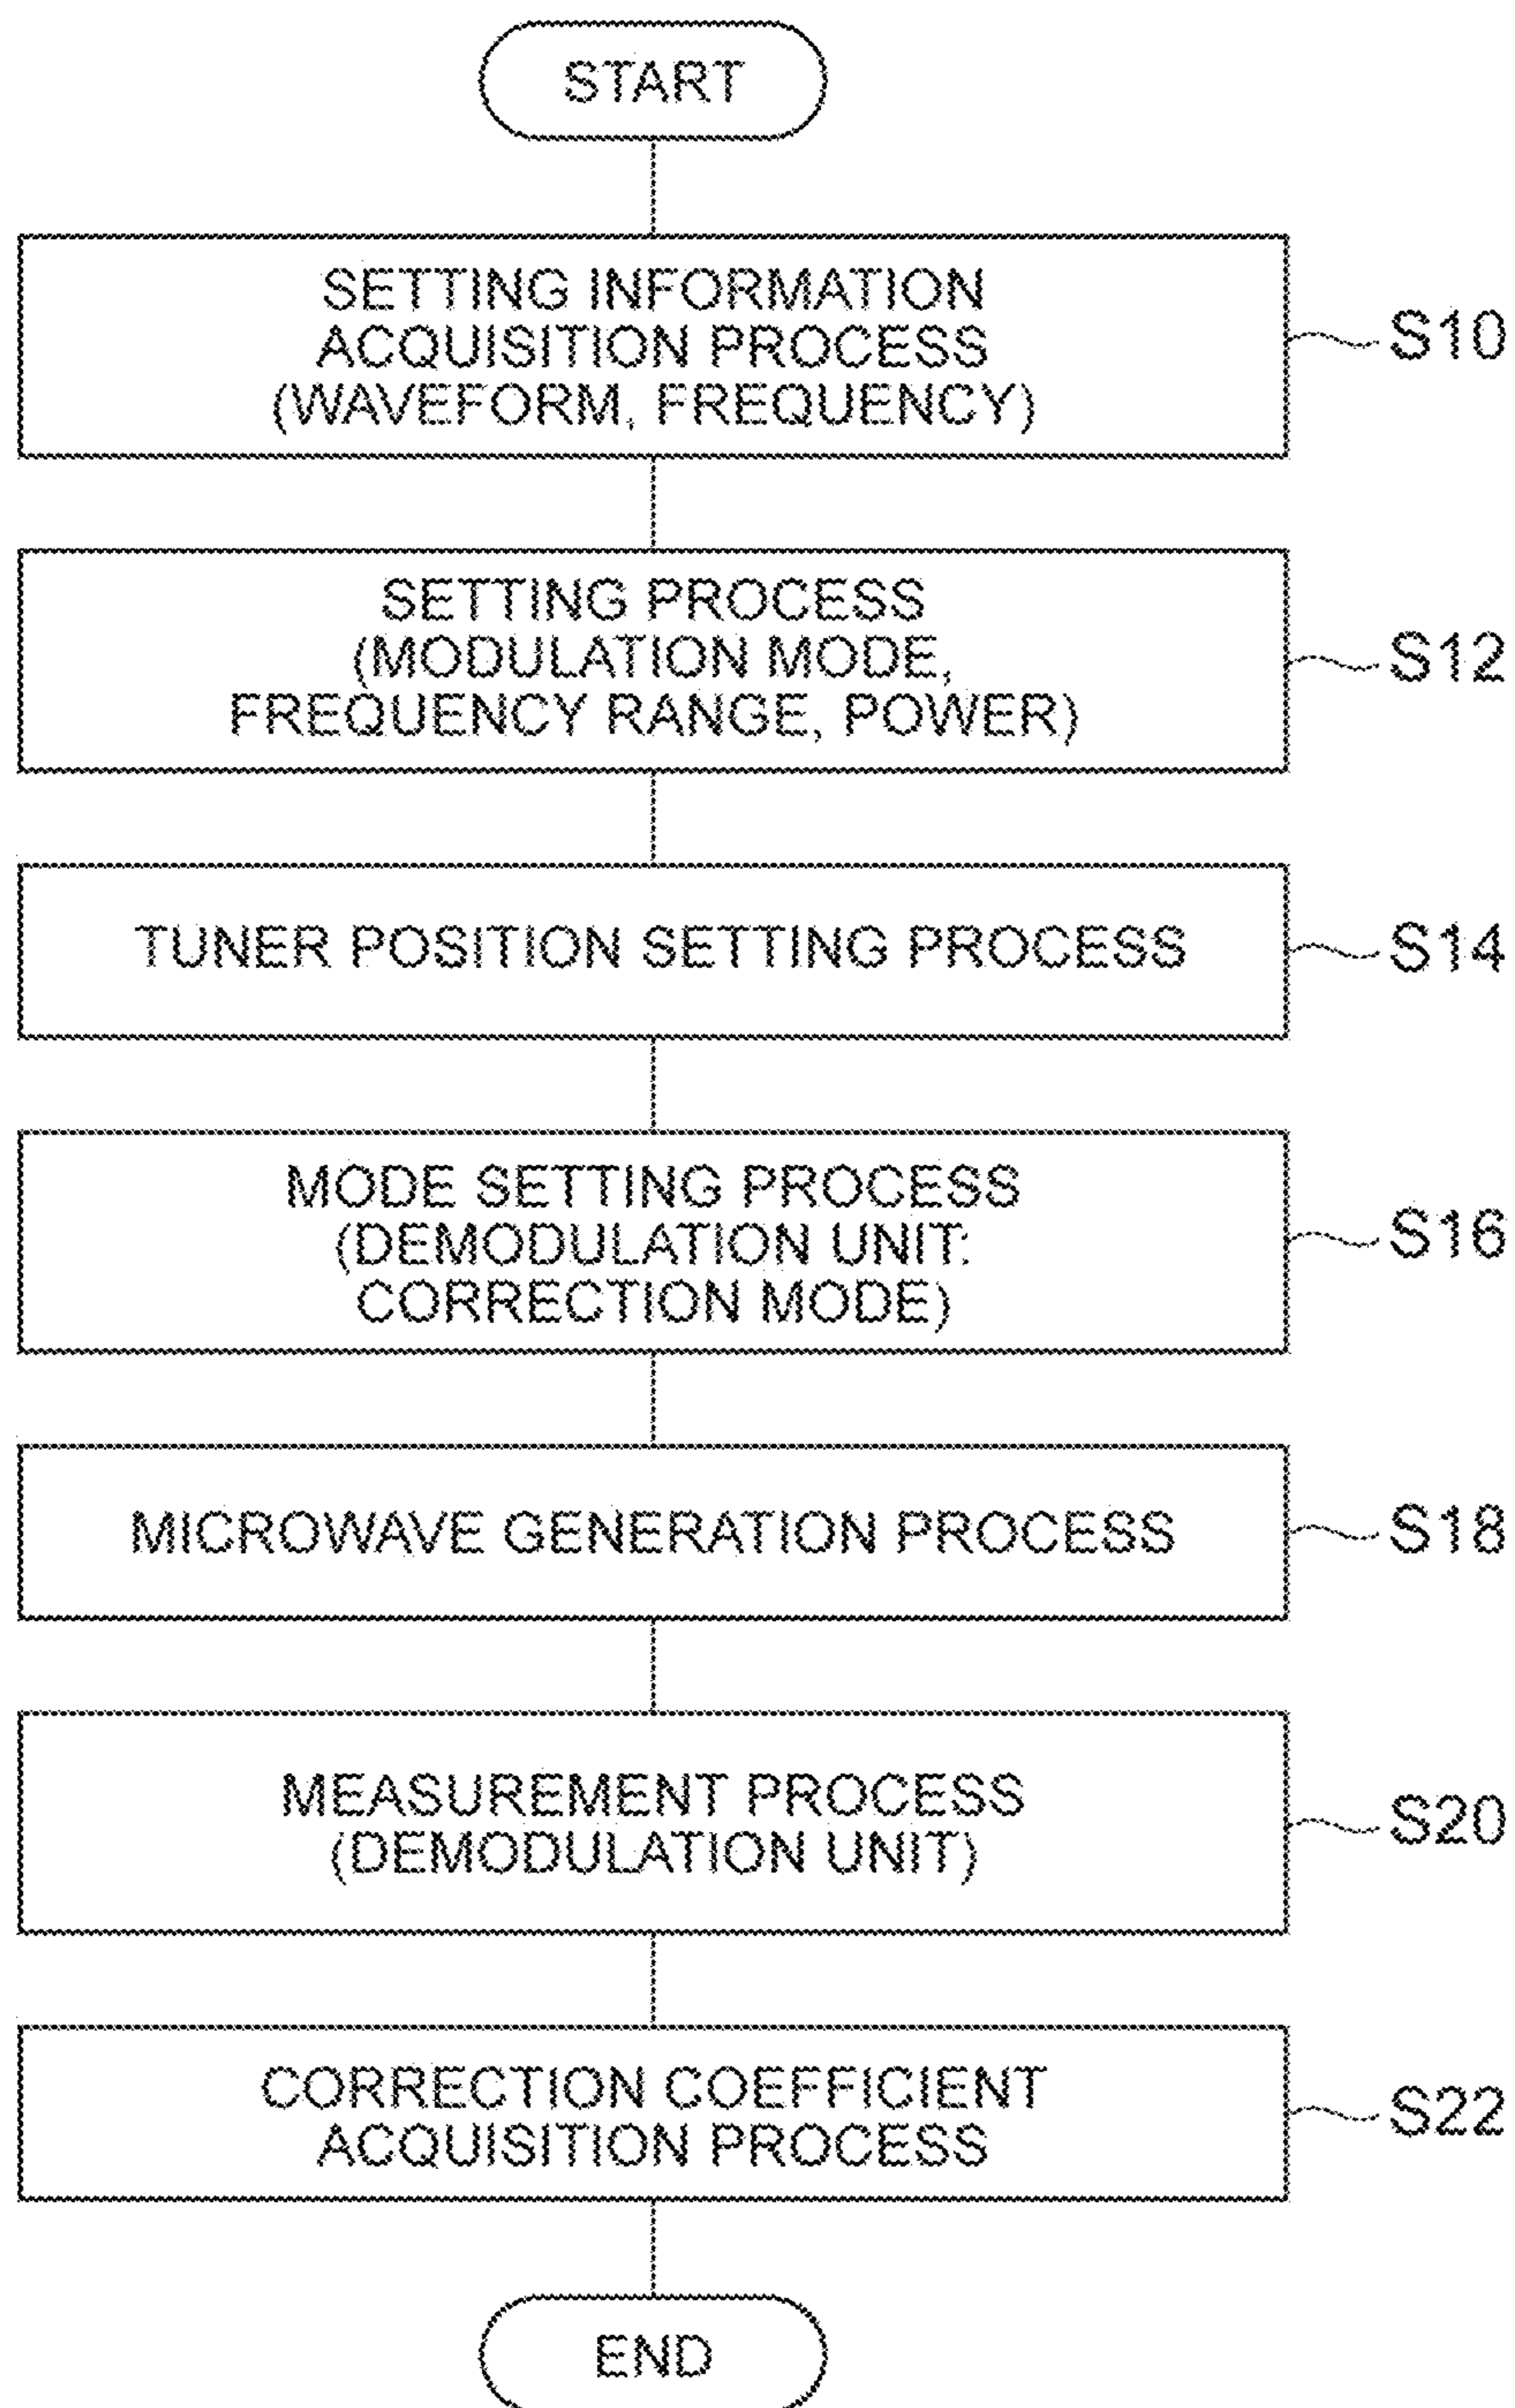 START
SETTING INFORMATION
ACQUISITION PROCESS
(WAVEFORM, FREQUENCY)
S10
SETTING PROCESS
(MODULATION MODE,
FREQUENCY RANGE, POWER)
S12
TUNER POSITION SETTING PROCESS
S14
MODE SETTING PROCESS
(DEMODULATION UNIT:
CORRECTION MODE)
S16
MICROWAVE GENERATION PROCESS
S18
MEASUREMENT PROCESS
(DEMODULATION UNIT)
S20
CORRECTION COEFFICIENT
ACQUISITION PROCESS
S22
END